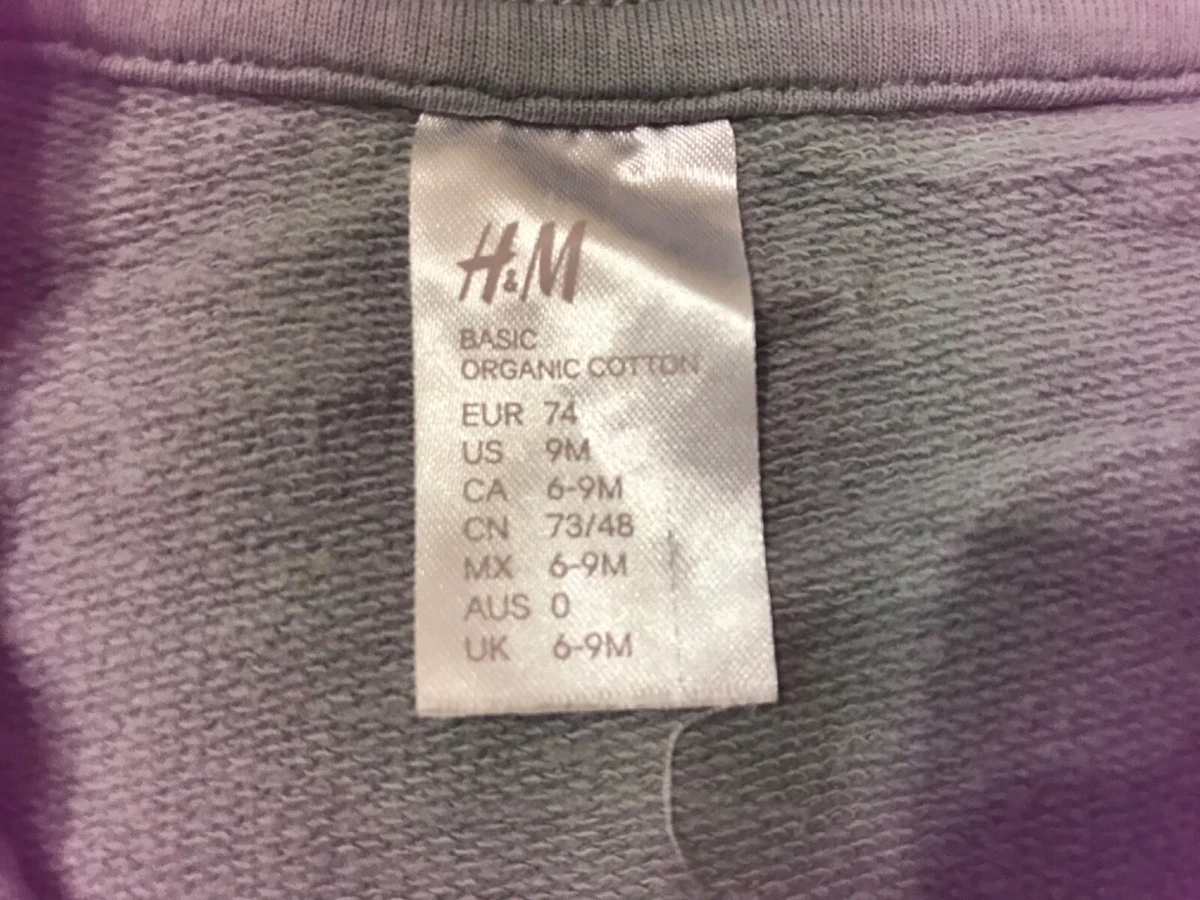 H&M
BASIC
ORGANIC COTTON
EUR 74
US 9M
CA 6-9M
CN 73/48
MX 6-9M
AUS 0
UK 6-9M